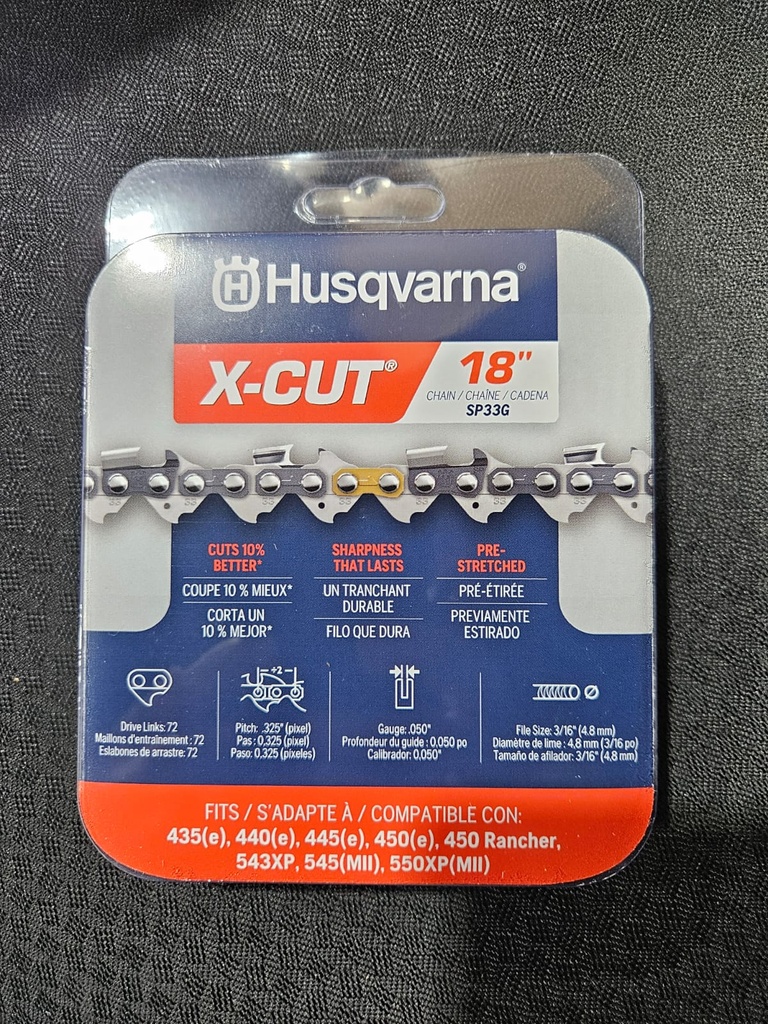 H Husqvarna®
X-CUT® 18"
CHAIN / CHAÎNE / CADENA
SP33G
CUTS 10%
BETTER*
COUPE 10 % MIEUX*
CORTA UN
10 % MEJOR*
SHARPNESS
THAT LASTS
UN TRANCHANT
DURABLE
FILO QUE DURA
PRE-
STRETCHED
PRÉ-ÉTIRÉE
PREVIAMENTE
ESTIRADO
Drive Links: 72
Maillons d'entraînement : 72
Eslabones de arrastre: 72
÷2
Pitch: .325" (pixel)
Pas : 0,325 (pixel)
Paso: 0,325 (píxeles)
Gauge: .050"
Profondeur du guide : 0,050 po
Calibrador: 0,050"
File Size: 3/16" (4.8 mm)
Diamètre de lime : 4,8 mm (3/16 po)
Tamaño de afilador: 3/16" (4,8 mm)
FITS / S'ADAPTE À / COMPATIBLE CON:
435(e), 440(e), 445(e), 450(e), 450 Rancher,
543XP, 545(MII), 550XP(MII)